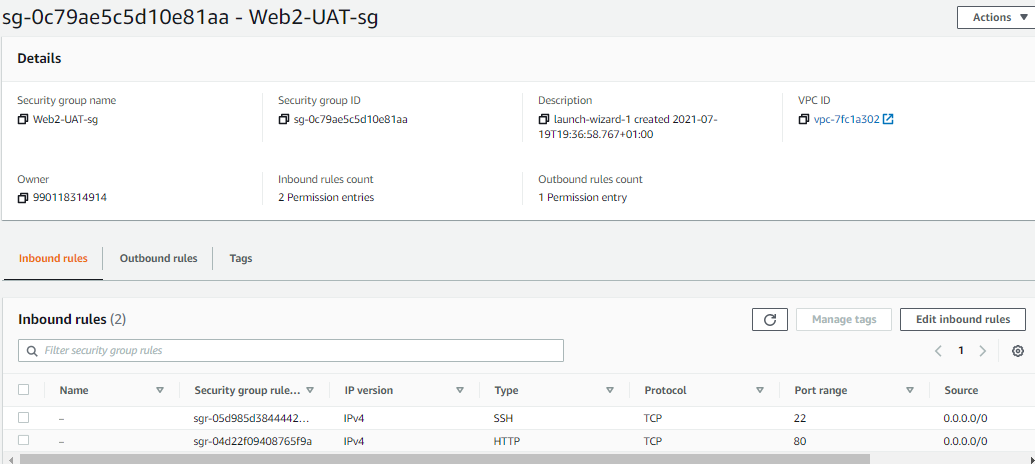 sg-0c79ae5c5d10e81aa - Web2-UAT-sg
Actions
Details
Security group name
Security group ID
Description
VPC ID
Web2-UAT-sg
sg-0c79ae5c5d10e81aa
launch-wizard-1 created 2021-07-
19T19:36:58.767+01:00
vpc-7fc1a302
Owner
Inbound rules count
Outbound rules count
990118314914
2 Permission entries
1 Permission entry
Inbound rules
Outbound rules
Tags
Inbound rules (2)
Manage tags
Edit inbound rules
Filter security group rules
1
Name
Security group rule...
IP version
Type
Protocol
Port range
Source
– sgr-05d985d3844442... IPv4 SSH TCP 22 0.0.0.0/0
– sgr-04d22f09408765f9a IPv4 HTTP TCP 80 0.0.0.0/0